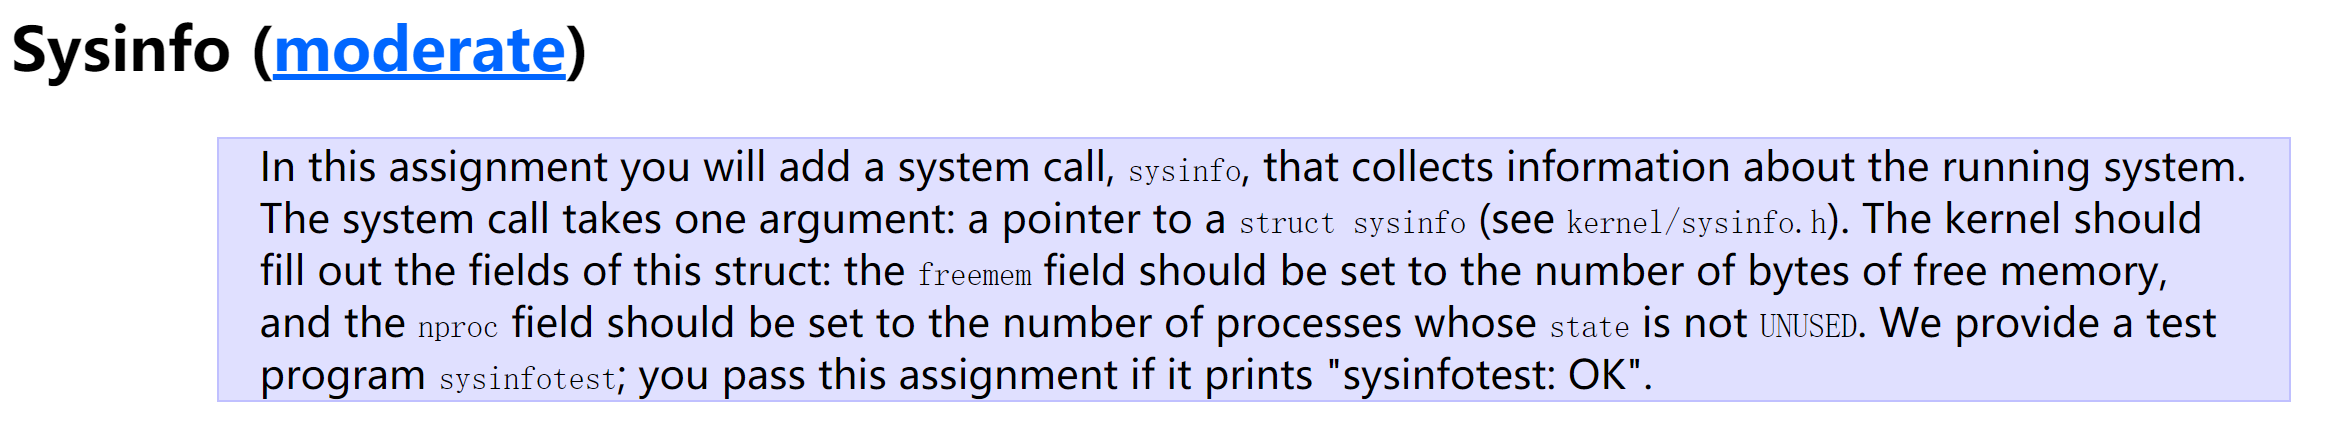 Sysinfo (moderate)
In this assignment you will add a system call, sysinfo, that collects information about the running system.
The system call takes one argument: a pointer to a struct sysinfo (see kernel/sysinfo.h). The kernel should
fill out the fields of this struct: the freemem field should be set to the number of bytes of free memory,
and the nproc field should be set to the number of processes whose state is not UNUSED. We provide a test
program sysinfotest; you pass this assignment if it prints "sysinfotest: OK".